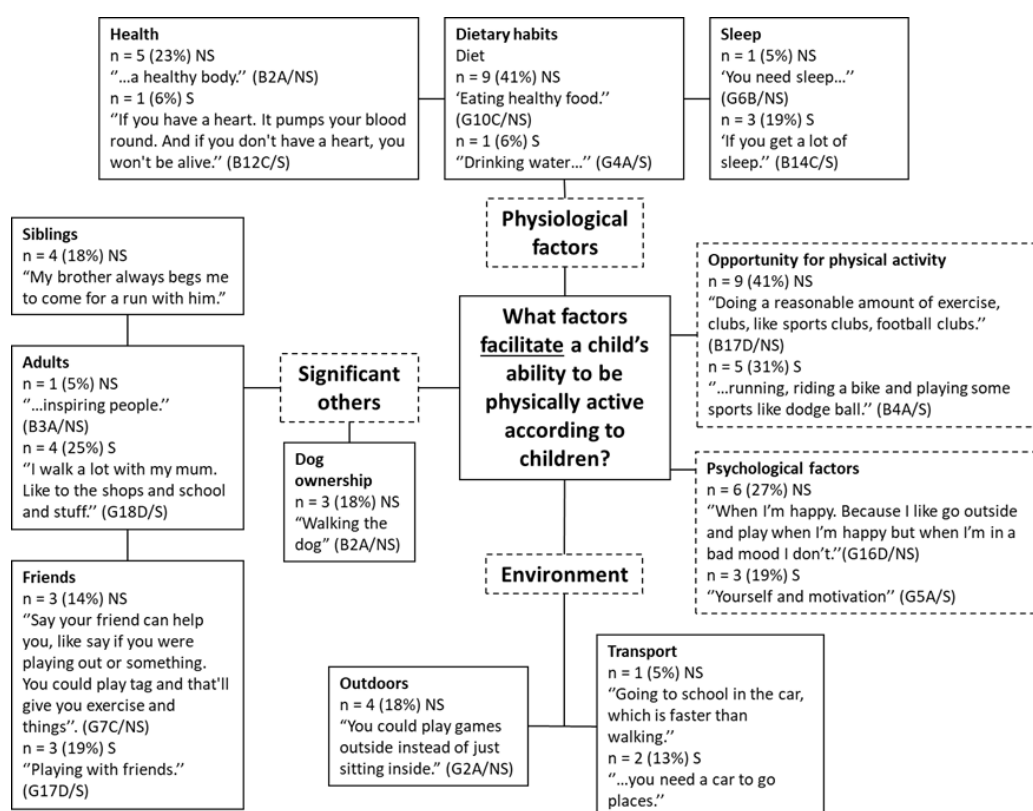 Health
n = 5 (23%) NS
‘’…a healthy body.’’ (B2A/NS)
n = 1 (6%) S
‘’If you have a heart. It pumps your blood
round. And if you don't have a heart, you
won't be alive.’’ (B12C/S)
Dietary habits
Diet
n = 9 (41%) NS
‘Eating healthy food.’’
(G10C/NS)
n = 1 (6%) S
‘’Drinking water…’’ (G4A/S)
Sleep
n = 1 (5%) NS
‘You need sleep…’’
(G6B/NS)
n = 3 (19%) S
‘If you get a lot of
sleep.’’ (B14C/S)
Physiological
factors
Siblings
n = 4 (18%) NS
“My brother always begs me
to come for a run with him.”
Adults
n = 1 (5%) NS
‘’…inspiring people.’’
(B3A/NS)
n = 4 (25%) S
‘’I walk a lot with my mum.
Like to the shops and school
and stuff.’’ (G18D/S)
Friends
n = 3 (14%) NS
‘’Say your friend can help
you, like say if you were
playing out or something.
You could play tag and that'll
give you exercise and
things’’. (G7C/NS)
n = 3 (19%) S
‘’Playing with friends.’’
(G17D/S)
Significant
others
Dog
ownership
n = 3 (18%) NS
“Walking the
dog” (B2A/NS)
What factors
facilitate a child’s
ability to be
physically active
according to
children?
Opportunity for physical activity
n = 9 (41%) NS
“Doing a reasonable amount of exercise,
clubs, like sports clubs, football clubs.’’
(B17D/NS)
n = 5 (31%) S
‘’…running, riding a bike and playing some
sports like dodge ball.’’ (B4A/S)
Psychological factors
n = 6 (27%) NS
‘’When I’m happy. Because I like go outside
and play when I’m happy but when I’m in a
bad mood I don’t.’’(G16D/NS)
n = 3 (19%) S
‘’Yourself and motivation’’ (G5A/S)
Environment
Outdoors
n = 4 (18%) NS
‘’You could play games
outside instead of just
sitting inside.’’ (G2A/NS)
Transport
n = 1 (5%) NS
‘’Going to school in the car,
which is faster than
walking.’’
n = 2 (13%) S
‘’…you need a car to go
places.’’